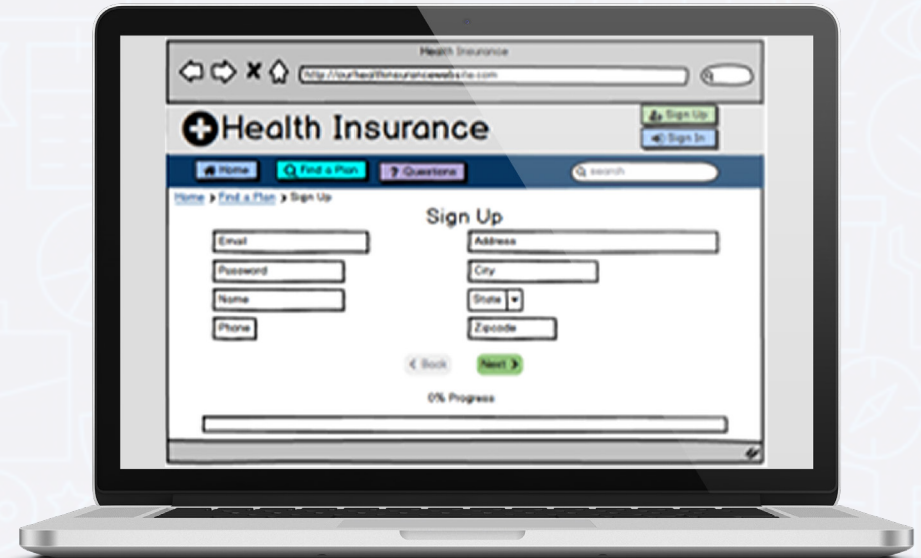 Health Insurance
http://ourhealthinsurancewebsite.com
Health Insurance
Sign Up
Sign In
Home
Find a Plan
? Questions
search
Home > Find a Plan > Sign Up
Sign Up
Email
Address
Password
City
Name
State
Phone
Zipcode
< Back
Next >
0% Progress